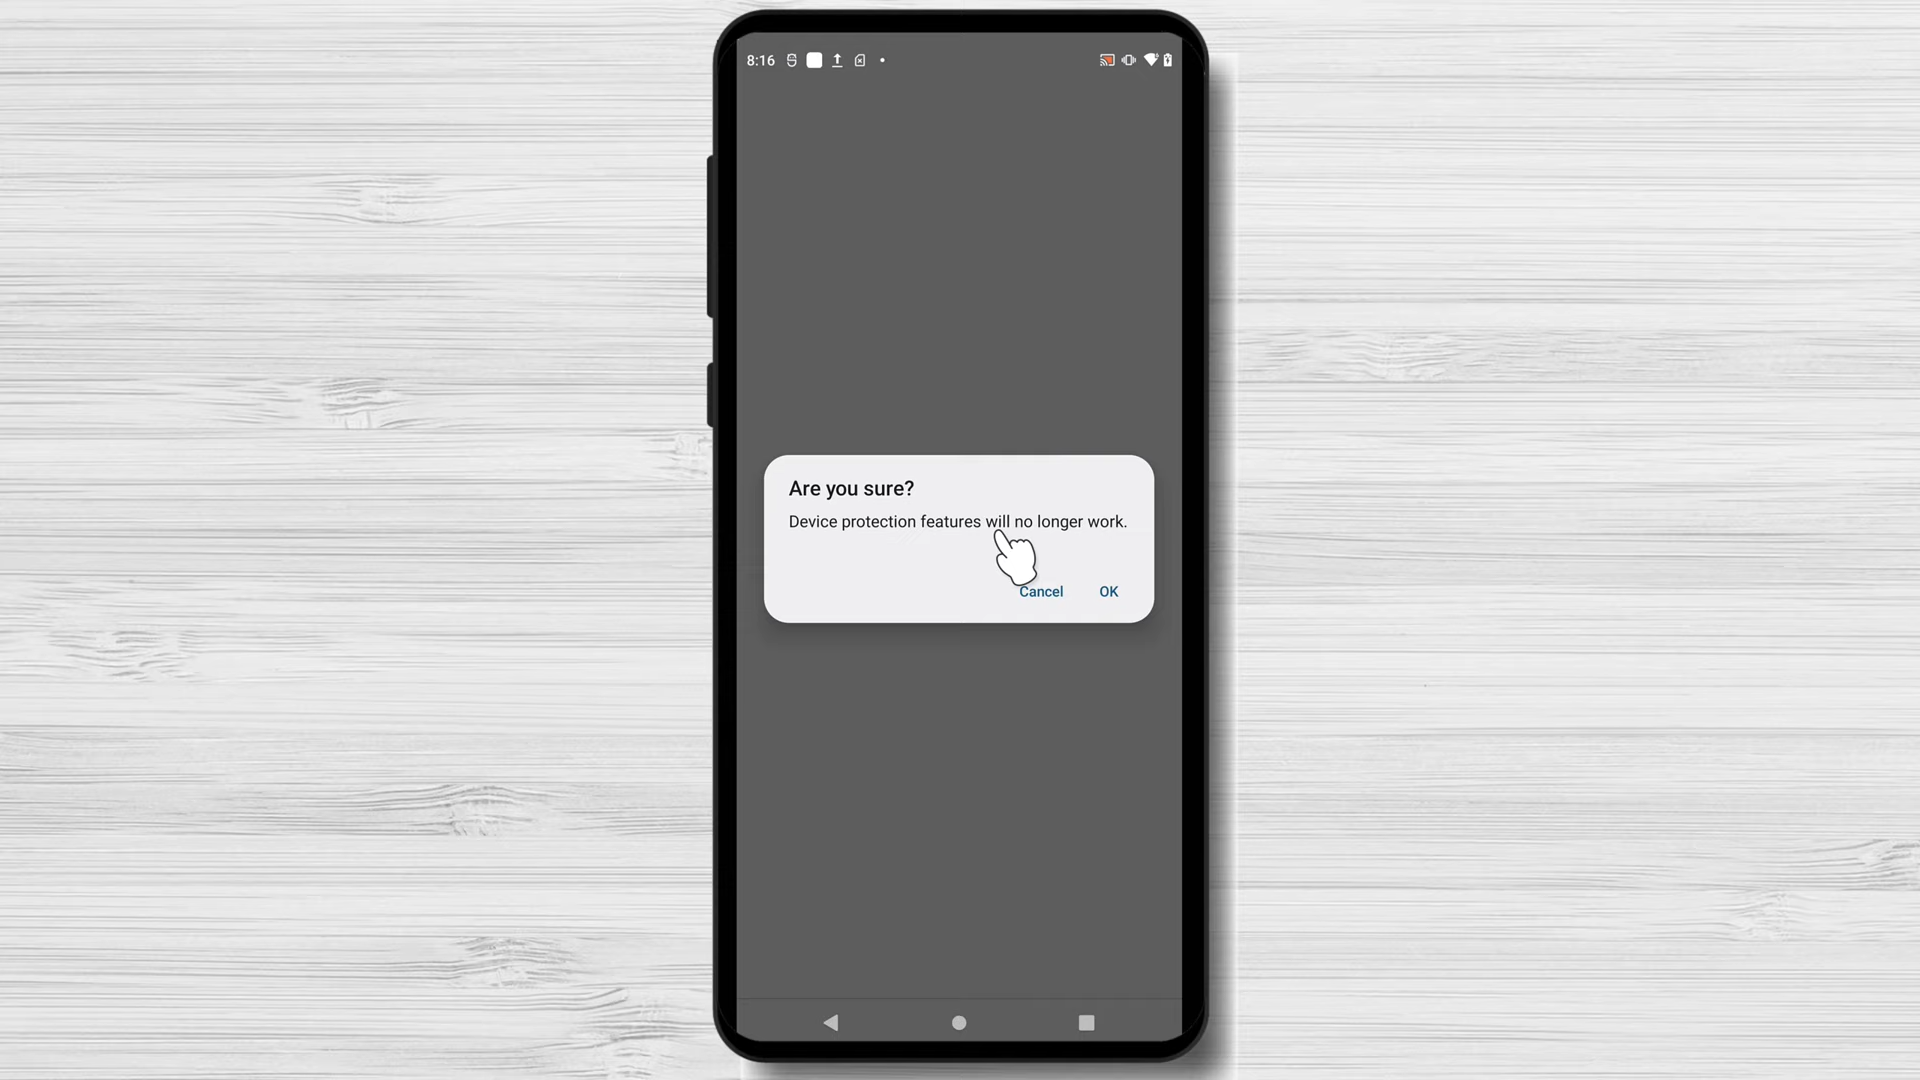 8:16
Are you sure?
Device protection features will no longer work.
Cancel OK